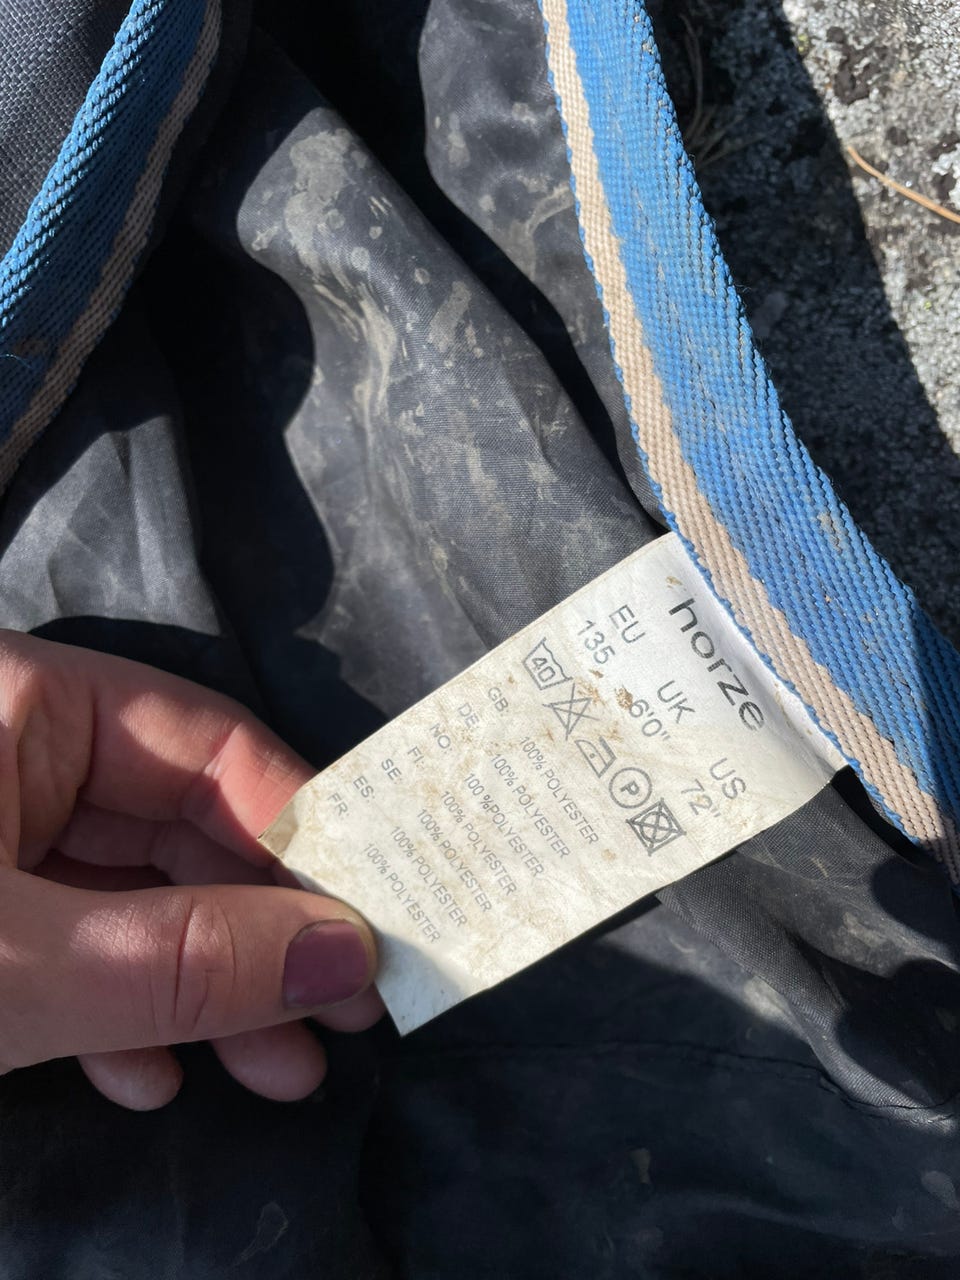 horze
EU UK US
135 6'0" 72"
40 P
GB: 100% POLYESTER
DE: 100% POLYESTER
NO: 100%POLYESTER
FI: 100% POLYESTER
SE: 100% POLYESTER
ES: 100% POLYESTER
FR: 100% POLYESTER